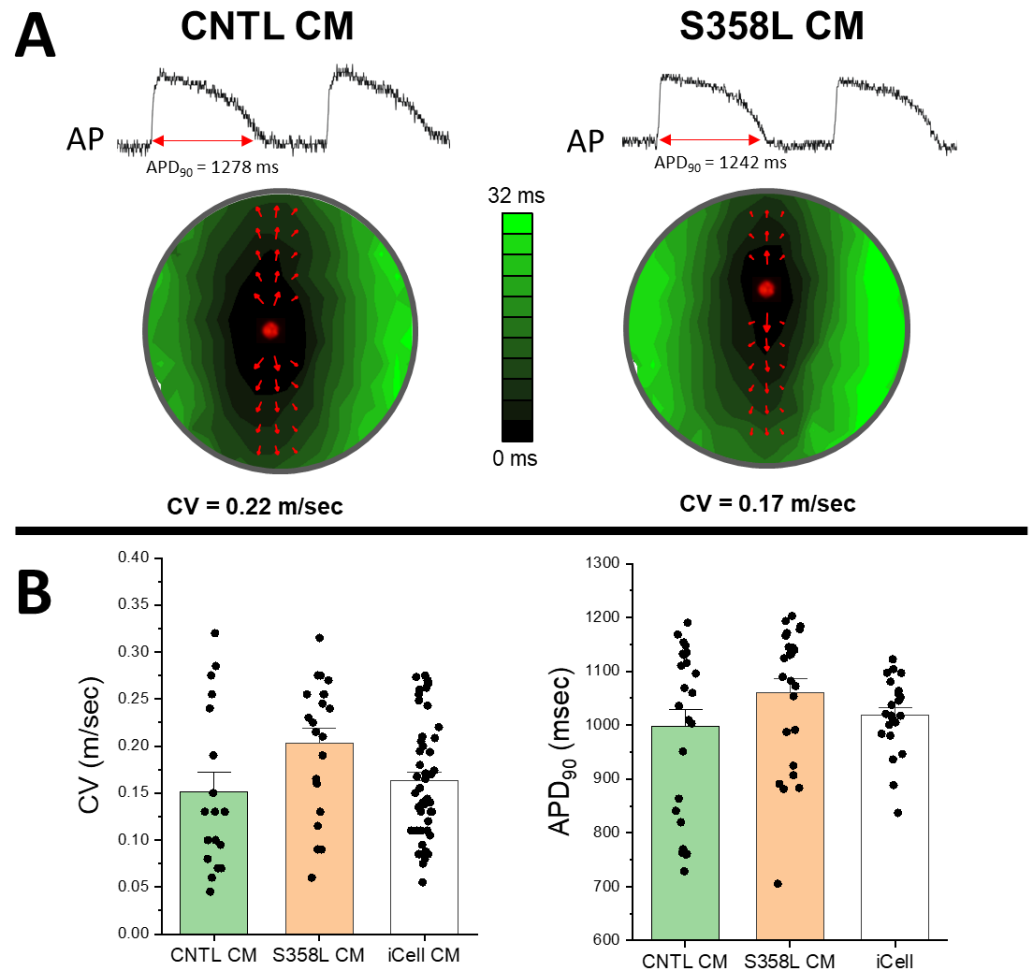 A
CNTL CM
S358L CM
AP
APD₉₀ = 1278 ms
AP
APD₉₀ = 1242 ms
32 ms
0 ms
CV = 0.22 m/sec
CV = 0.17 m/sec
B
CV (m/sec)
0.40
0.35
0.30
0.25
0.20
0.15
0.10
0.05
0.00
CNTL CM
S358L CM
iCell CM
APD₉₀ (msec)
1300
1200
1100
1000
900
800
700
600
CNTL CM
S358L CM
iCell